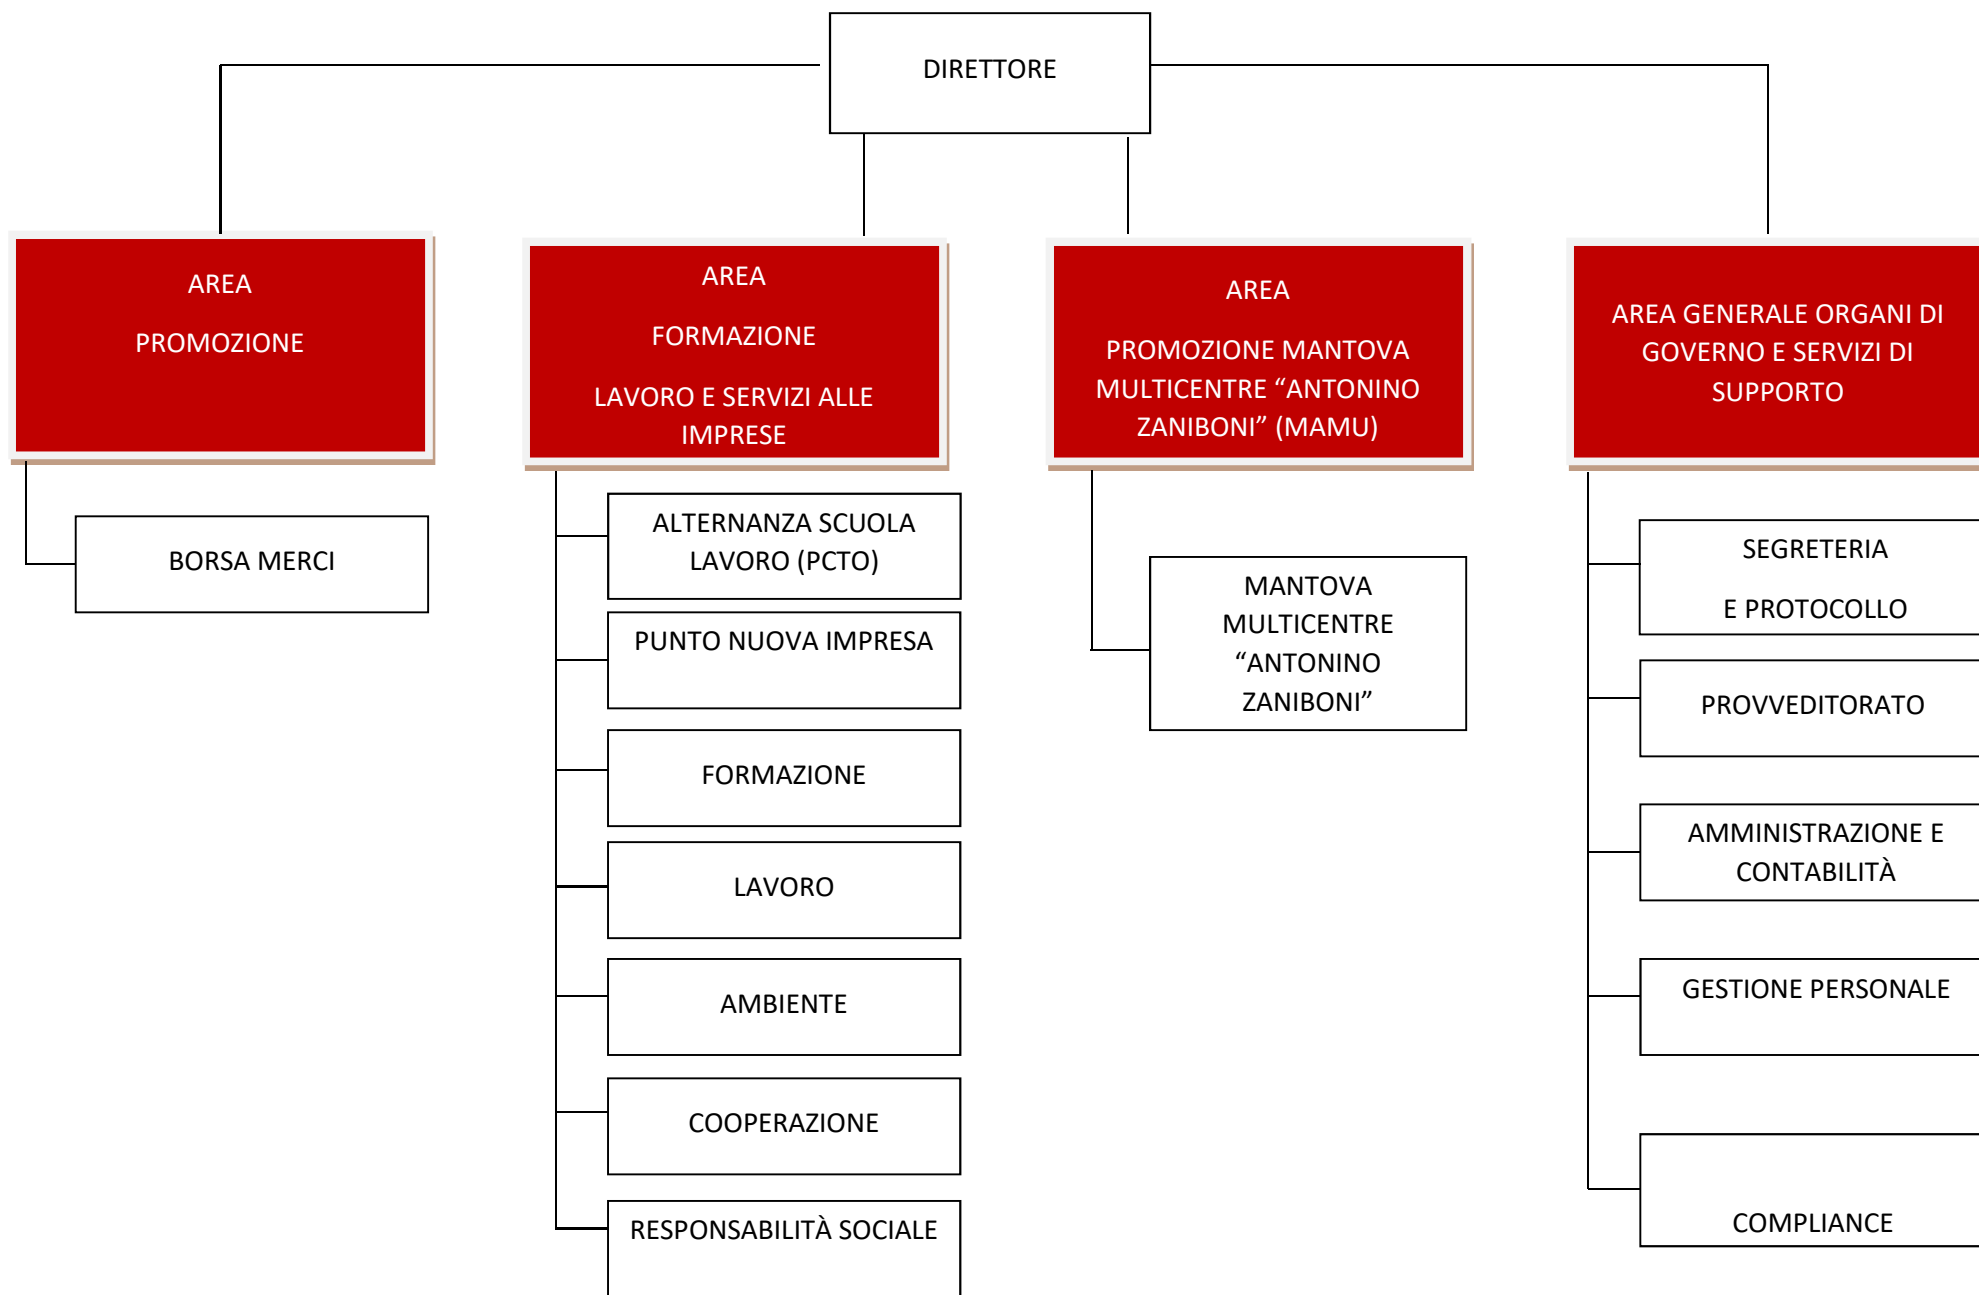 DIRETTORE
AREA
PROMOZIONE
BORSA MERCI
AREA
FORMAZIONE
LAVORO E SERVIZI ALLE
IMPRESE
ALTERNANZA SCUOLA
LAVORO (PCTO)
PUNTO NUOVA IMPRESA
FORMAZIONE
LAVORO
AMBIENTE
COOPERAZIONE
RESPONSABILITÀ SOCIALE
AREA
PROMOZIONE MANTOVA
MULTICENTRE “ANTONINO
ZANIBONI” (MAMU)
MANTOVA
MULTICENTRE
“ANTONINO
ZANIBONI”
AREA GENERALE ORGANI DI
GOVERNO E SERVIZI DI
SUPPORTO
SEGRETERIA
E PROTOCOLLO
PROVVEDITORATO
AMMINISTRAZIONE E
CONTABILITÀ
GESTIONE PERSONALE
COMPLIANCE